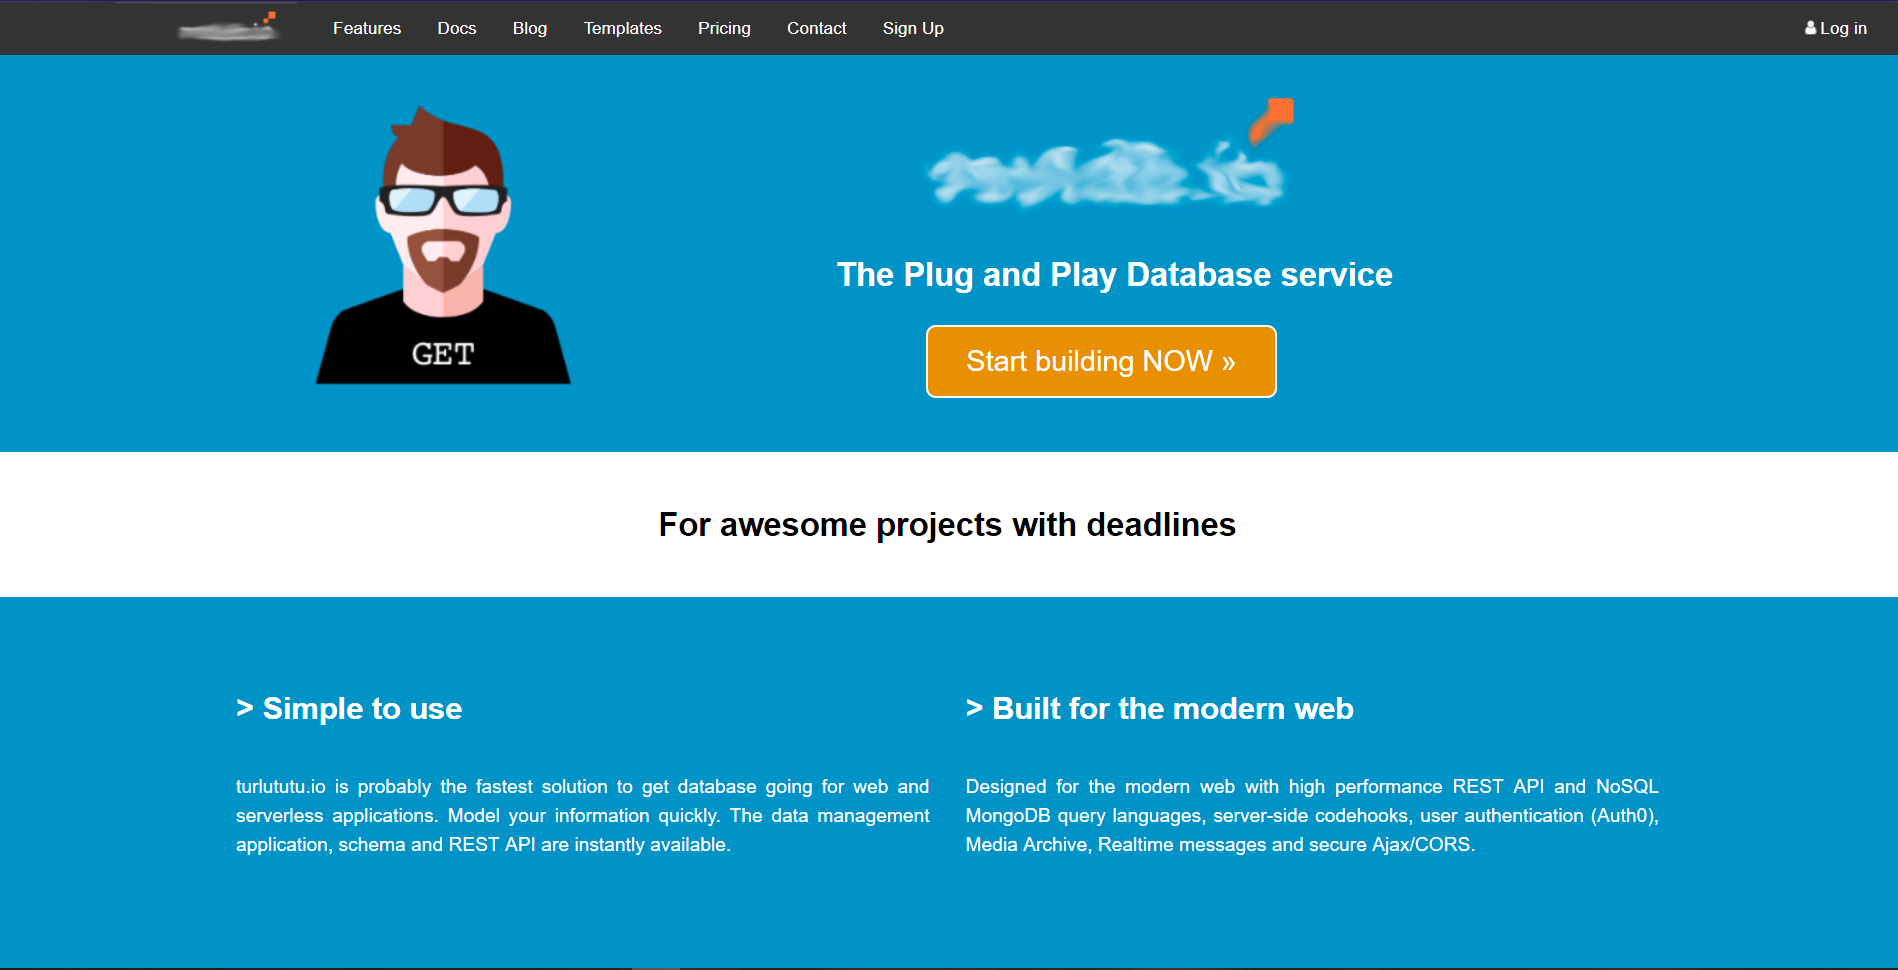 Features Docs Blog Templates Pricing Contact Sign Up Log in
GET
The Plug and Play Database service
Start building NOW »
For awesome projects with deadlines
> Simple to use
turlututu.io is probably the fastest solution to get database going for web and
serverless applications. Model your information quickly. The data management
application, schema and REST API are instantly available.
> Built for the modern web
Designed for the modern web with high performance REST API and NoSQL
MongoDB query languages, server-side codehooks, user authentication (Auth0),
Media Archive, Realtime messages and secure Ajax/CORS.